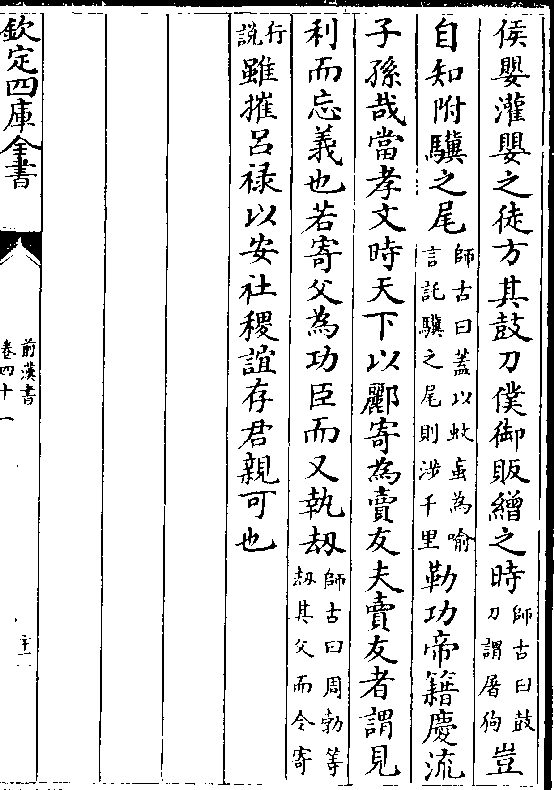 侯嬰灌嬰之徒方其鼓刀僕御販繒之時師古曰鼓刀謂屠狗豈
自知附驥之尾師古曰蓋以蚊虻為喻言託驥之尾則涉千里勒功帝籍慶流
子孫哉當孝文時天下以酈寄為賣友夫賣友者謂見
利而忘義也若寄父為功臣而又執刼師古曰周勃等刼其父而令寄
行說雖摧呂祿以安社稷誼存君親可也
欽定四庫全書
前漢書
卷四十一